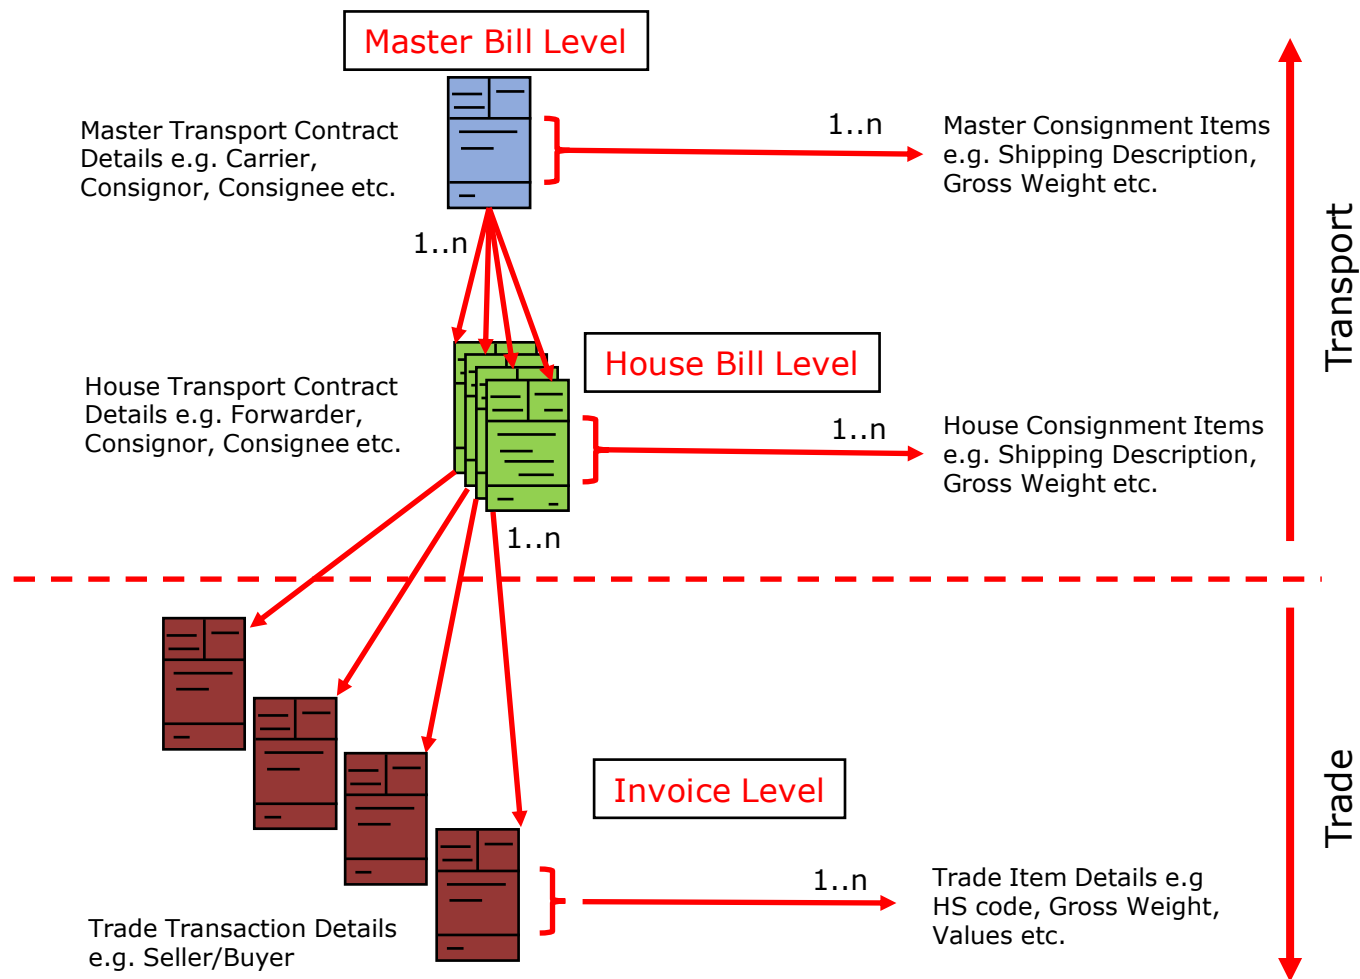 Master Bill Level
Master Transport Contract
Details e.g. Carrier,
Consignor, Consignee etc.
1..n
Master Consignment Items
e.g. Shipping Description,
Gross Weight etc.
1..n
House Bill Level
House Transport Contract
Details e.g. Forwarder,
Consignor, Consignee etc.
1..n
House Consignment Items
e.g. Shipping Description,
Gross Weight etc.
1..n
Transport
Invoice Level
Trade Transaction Details
e.g. Seller/Buyer
1..n
Trade Item Details e.g
HS code, Gross Weight,
Values etc.
Trade